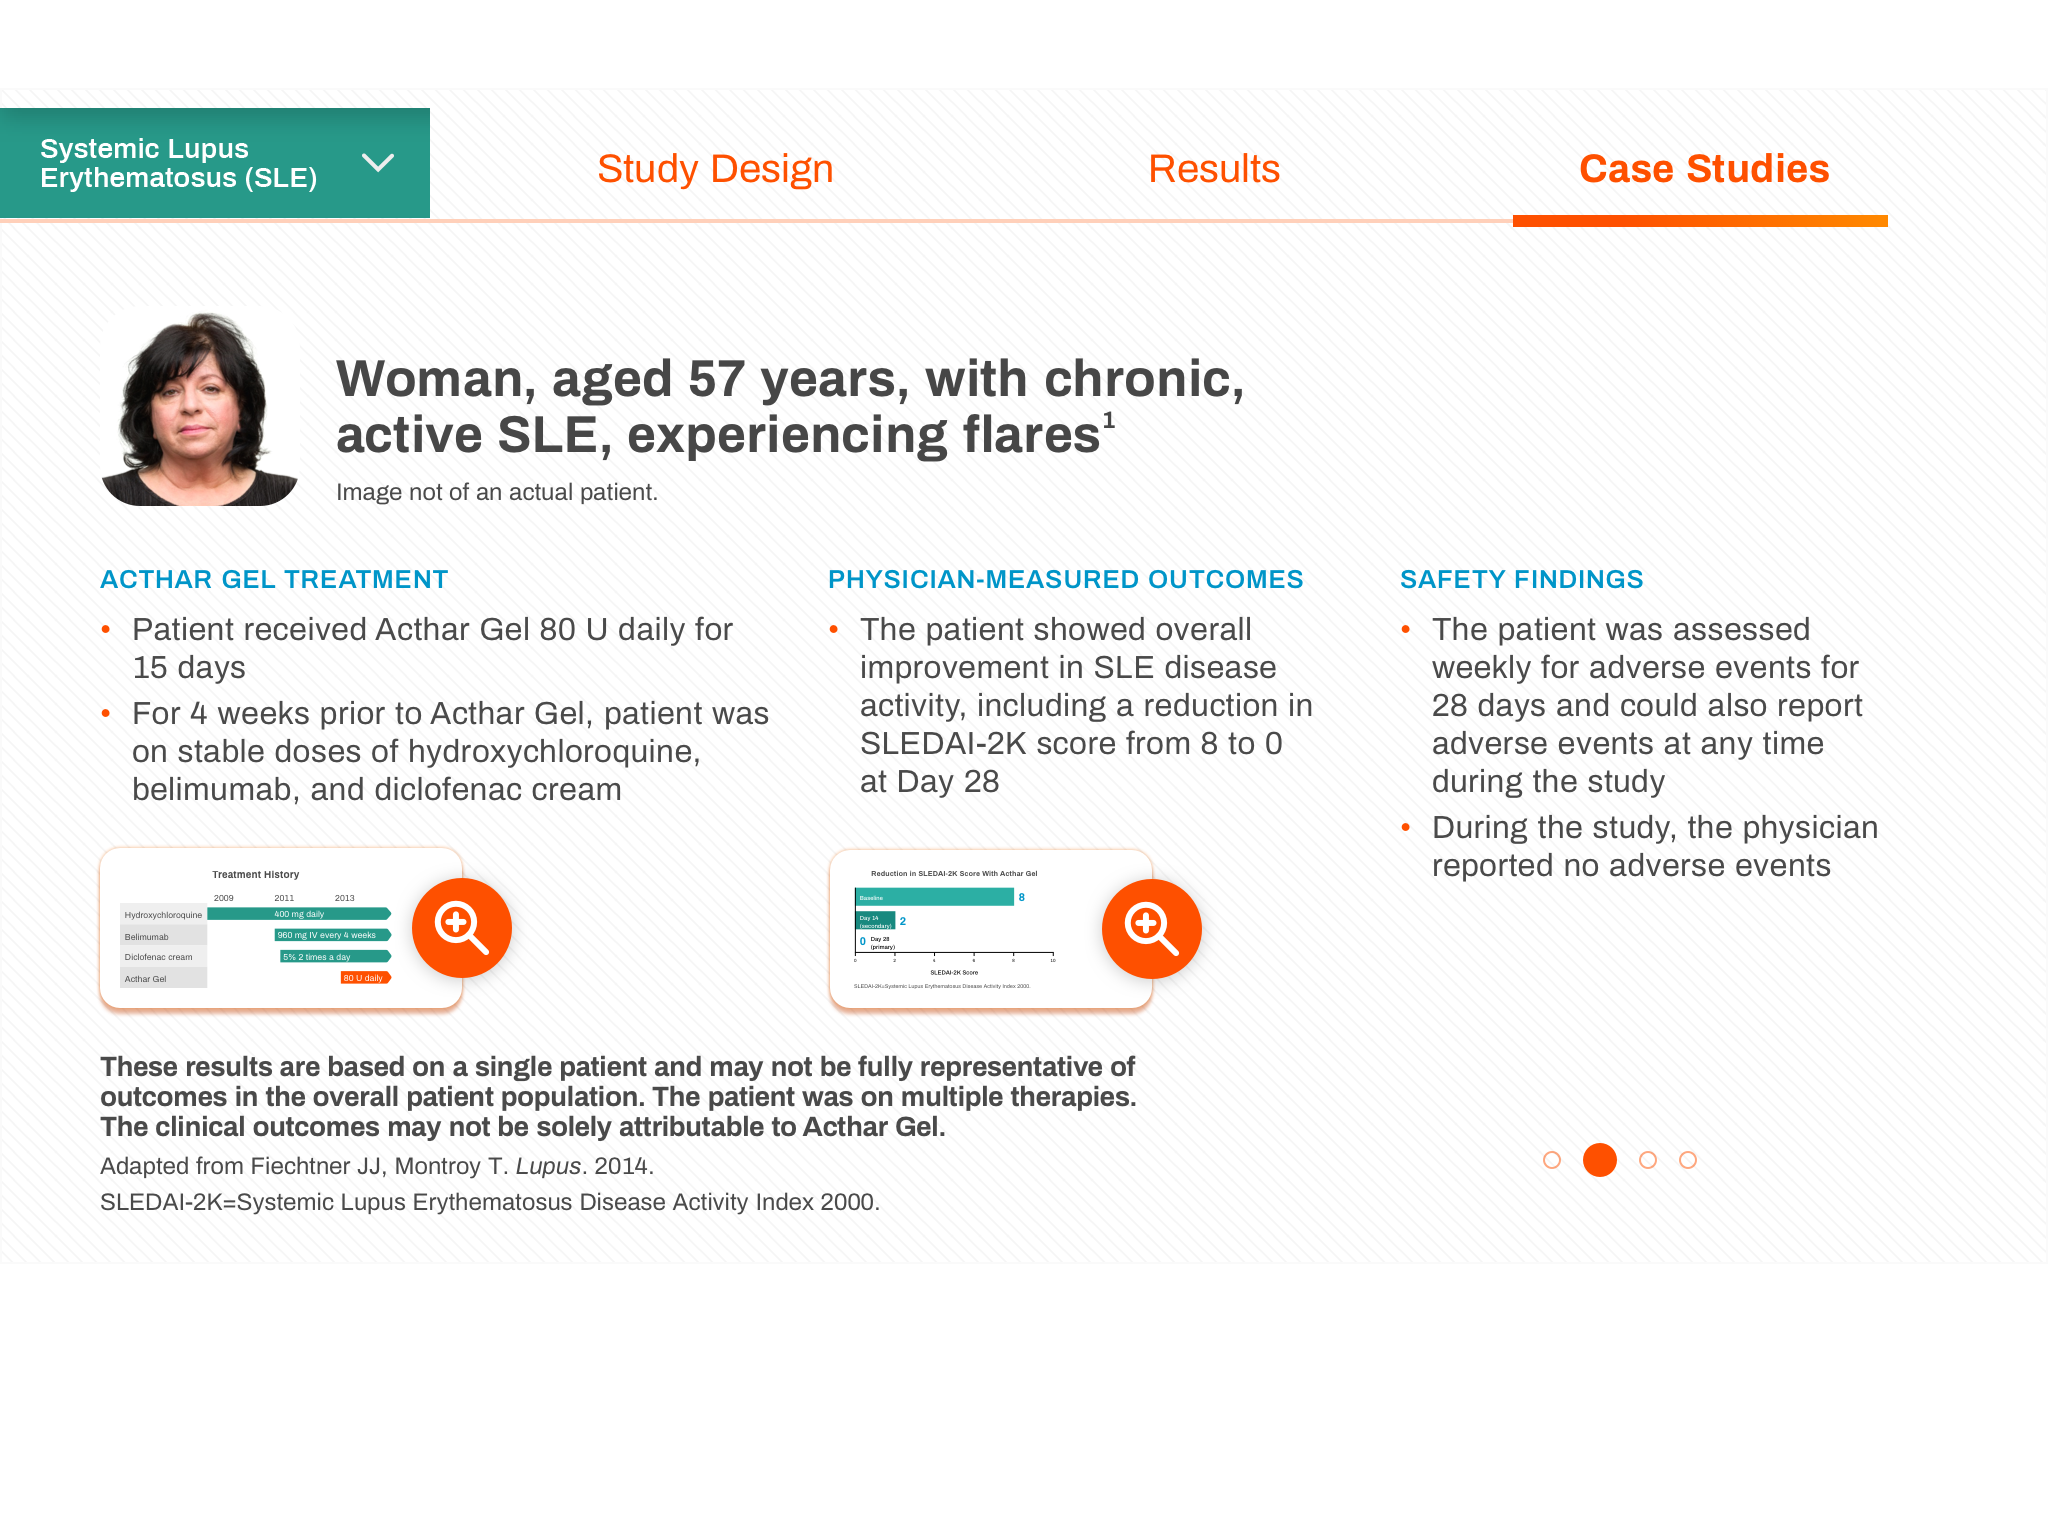 Systemic Lupus
Erythematosus (SLE)
Study Design
Results
Case Studies
Woman, aged 57 years, with chronic,
active SLE, experiencing flares1
Image not of an actual patient.
ACTHAR GEL TREATMENT
• Patient received Acthar Gel 80 U daily for
15 days
• For 4 weeks prior to Acthar Gel, patient was
on stable doses of hydroxychloroquine,
belimumab, and diclofenac cream
Treatment History
2009 2011 2013
Hydroxychloroquine 400 mg daily
Belimumab 960 mg IV every 4 weeks
Diclofenac cream 5% 2 times a day
Acthar Gel 80 U daily
PHYSICIAN-MEASURED OUTCOMES
• The patient showed overall
improvement in SLE disease
activity, including a reduction in
SLEDAI-2K score from 8 to 0
at Day 28
Reduction in SLEDAI-2K Score With Acthar Gel
Baseline 8
Day 14
(secondary) 2
0 Day 28
(primary)
0 2 4 6 8 10
SLEDAI-2K Score
SLEDAI-2K=Systemic Lupus Erythematosus Disease Activity Index 2000.
SAFETY FINDINGS
• The patient was assessed
weekly for adverse events for
28 days and could also report
adverse events at any time
during the study
• During the study, the physician
reported no adverse events
These results are based on a single patient and may not be fully representative of
outcomes in the overall patient population. The patient was on multiple therapies.
The clinical outcomes may not be solely attributable to Acthar Gel.
Adapted from Fiechtner JJ, Montroy T. Lupus. 2014.
SLEDAI-2K=Systemic Lupus Erythematosus Disease Activity Index 2000.